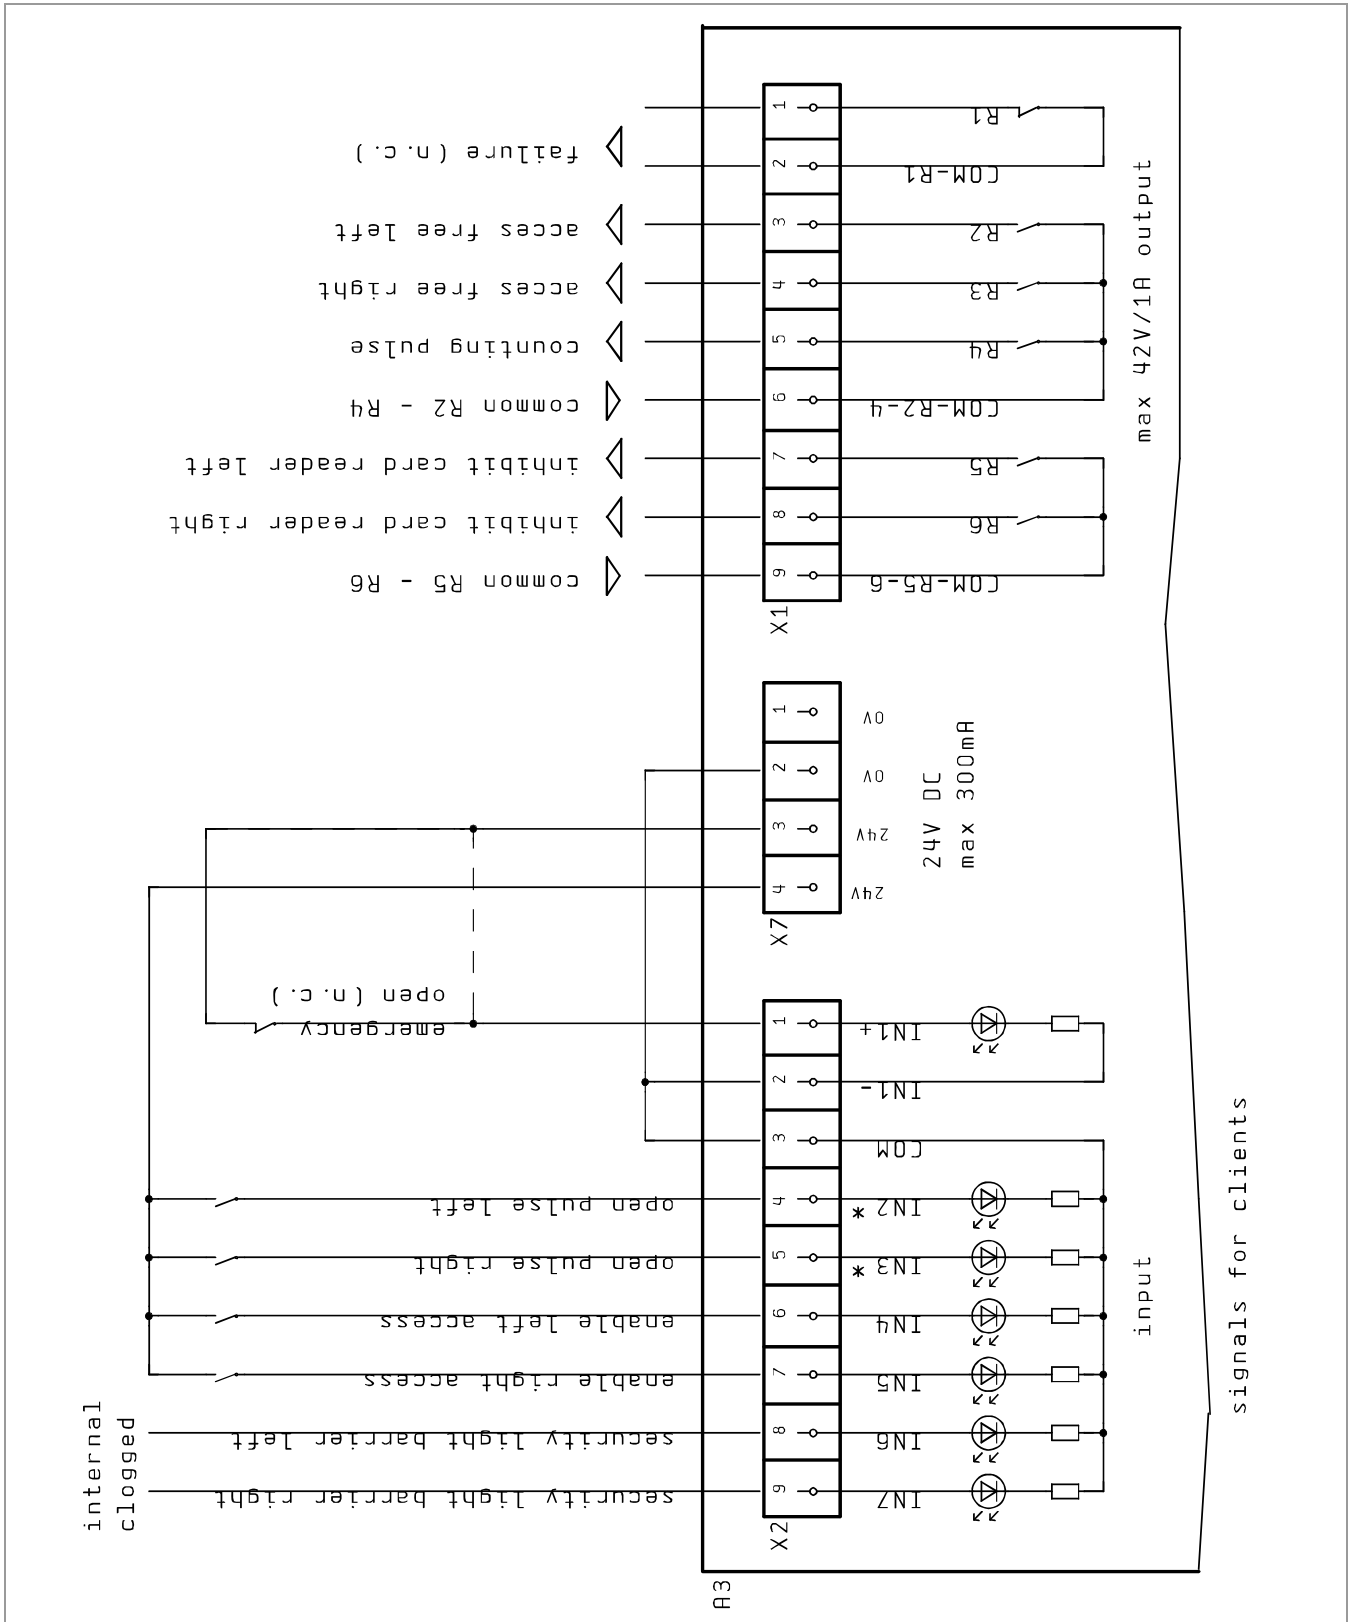 failure (n.c.)
1
R1
2
COM-R1
acces free left
3
R2
acces free right
4
R3
counting pulse
5
R4
common R2 - R4
6
COM-R2-4
inhibit card reader left
7
R5
inhibit card reader right
8
R6
common R5 - R6
9
COM-R5-6
X1
max 42V/1A output
1
0V
2
0V
3
24V
4
24V
X7
24V DC
max 300mA
emergency
open (n.c.)
1
IN1+
2
IN1-
3
COM
open pulse left
4
IN2 *
open pulse right
5
IN3 *
enable left access
6
IN4
enable right access
7
IN5
security light barrier left
8
IN6
security light barrier right
9
IN7
X2
input
internal
clogged
signals for clients
A3